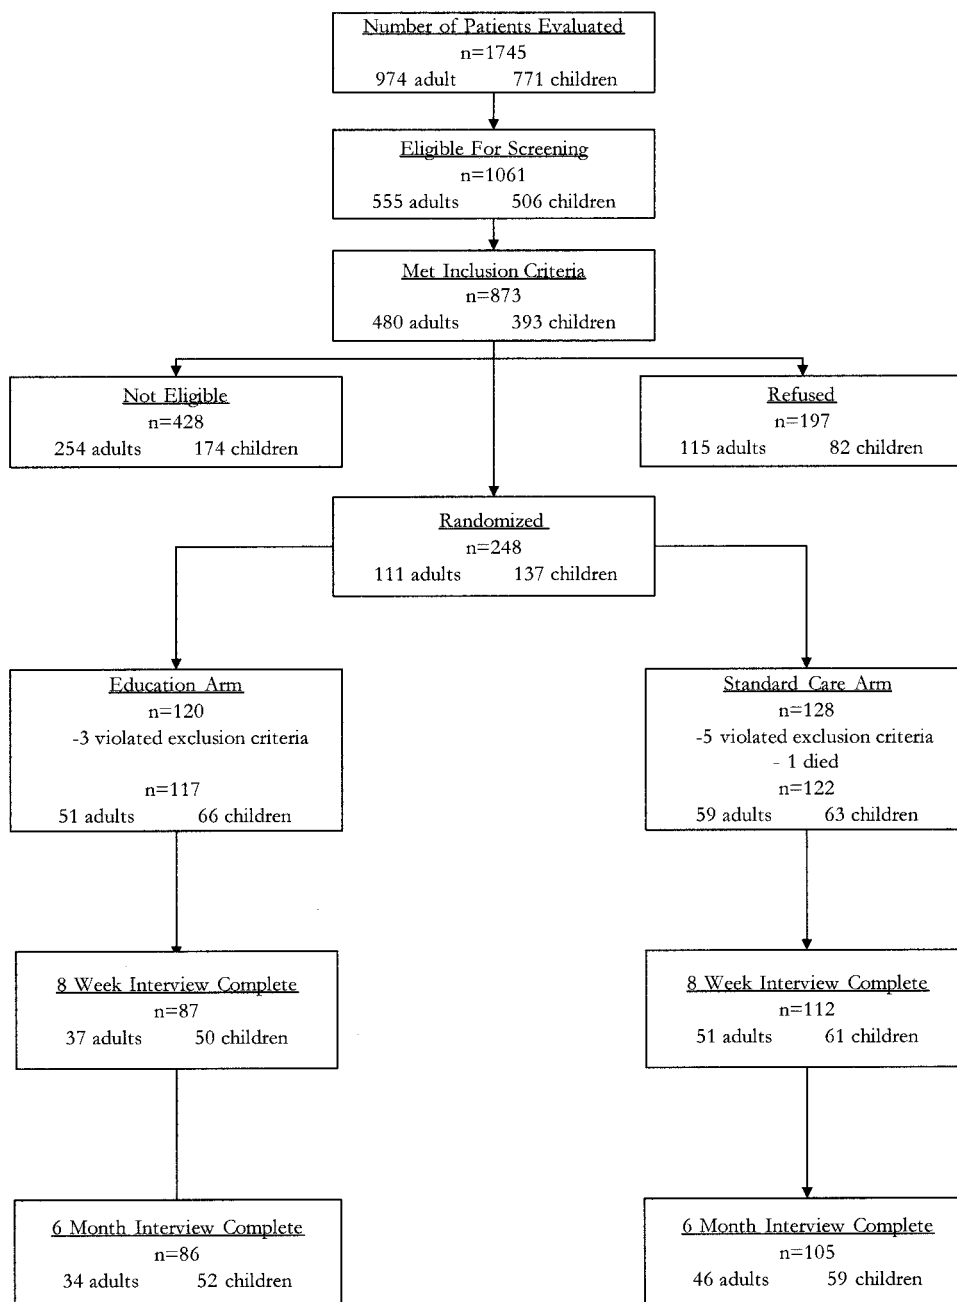 Number of Patients Evaluated
n=1745
974 adult 771 children
Eligible For Screening
n=1061
555 adults 506 children
Met Inclusion Criteria
n=873
480 adults 393 children
Not Eligible
n=428
254 adults 174 children
Refused
n=197
115 adults 82 children
Randomized
n=248
111 adults 137 children
Education Arm
n=120
-3 violated exclusion criteria
n=117
51 adults 66 children
Standard Care Arm
n=128
-5 violated exclusion criteria
- 1 died
n=122
59 adults 63 children
8 Week Interview Complete
n=87
37 adults 50 children
8 Week Interview Complete
n=112
51 adults 61 children
6 Month Interview Complete
n=86
34 adults 52 children
6 Month Interview Complete
n=105
46 adults 59 children